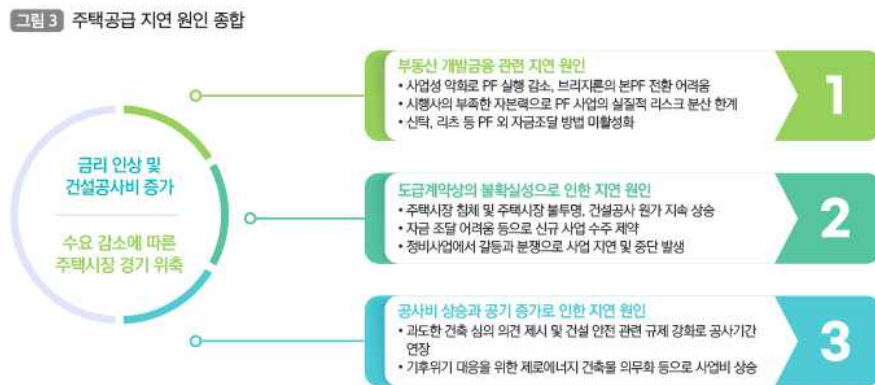 그림 3 주택공급 지연 원인 종합
금리 인상 및
건설공사비 증가
수요 감소에 따른
주택시장 경기 위축
부동산 개발금융 관련 지연 원인
• 사업성 악화로 PF 실행 감소, 브리지론의 본PF 전환 어려움
• 시행사의 부족한 자본력으로 PF 사업의 실질적 리스크 분산 한계
• 신탁, 리츠 등 PF 외 자금조달 방법 미활성화
1
도급계약상의 불확실성으로 인한 지연 원인
• 주택시장 침체 및 주택시장 불투명, 건설공사 원가 지속 상승
• 자금 조달 어려움 등으로 신규 사업 수주 제약
• 정비사업에서 갈등과 분쟁으로 사업 지연 및 중단 발생
2
공사비 상승과 공기 증가로 인한 지연 원인
• 과도한 건축 심의 의견 제시 및 건설 안전 관련 규제 강화로 공사기간
연장
• 기후위기 대응을 위한 제로에너지 건축물 의무화 등으로 사업비 상승
3